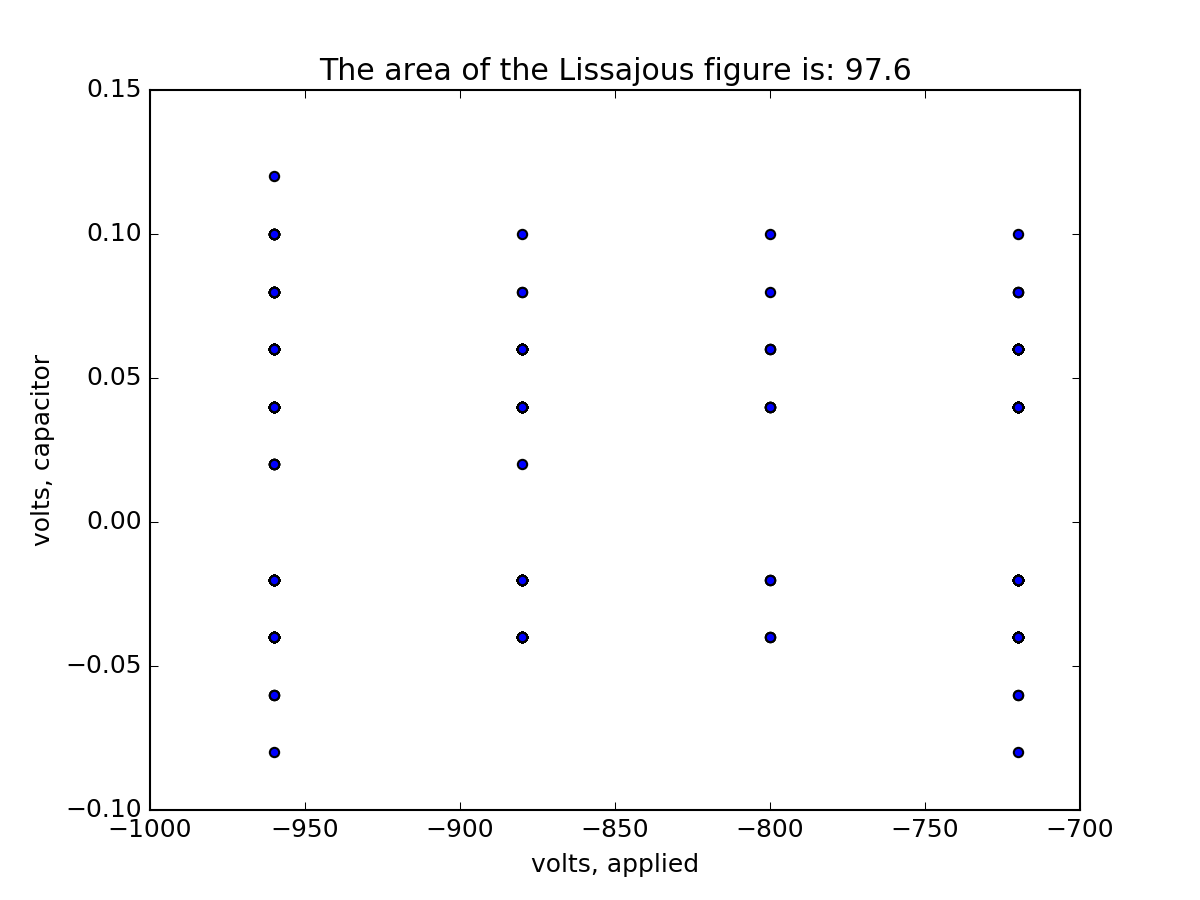 The area of the Lissajous figure is: 97.6
0.15
0.10
0.05
0.00
−0.05
−0.10
volts, capacitor
−1000 −950 −900 −850 −800 −750 −700
volts, applied